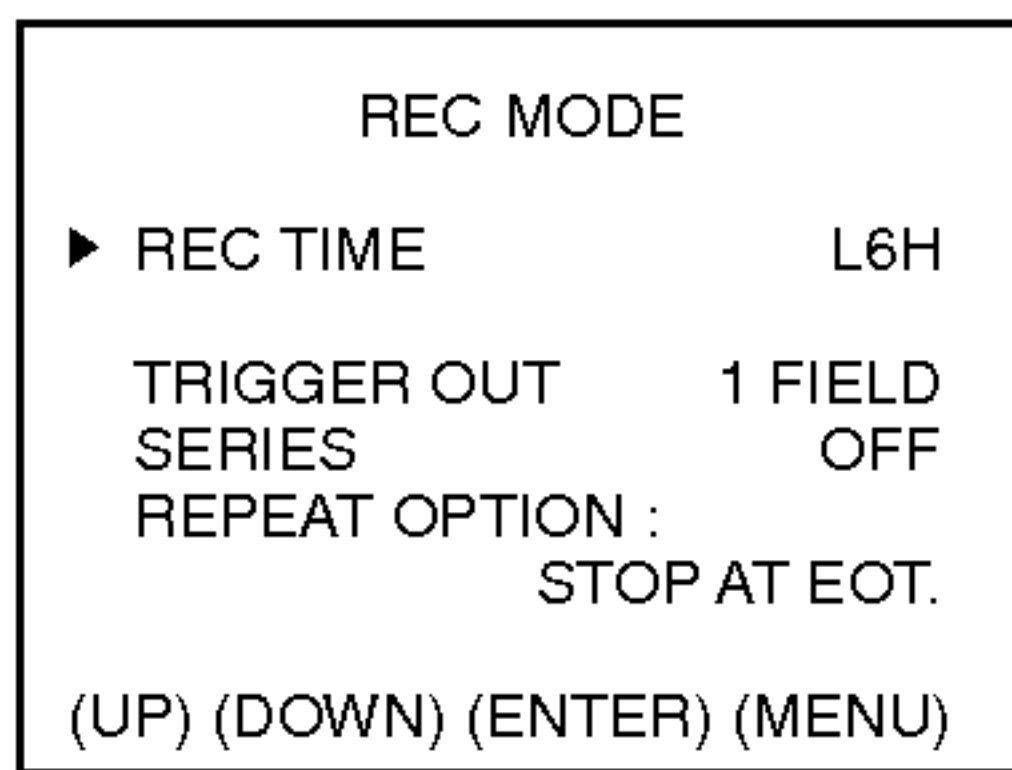 REC MODE
▶ REC TIME L6H
TRIGGER OUT 1 FIELD
SERIES OFF
REPEAT OPTION :
STOP AT EOT.
(UP) (DOWN) (ENTER) (MENU)